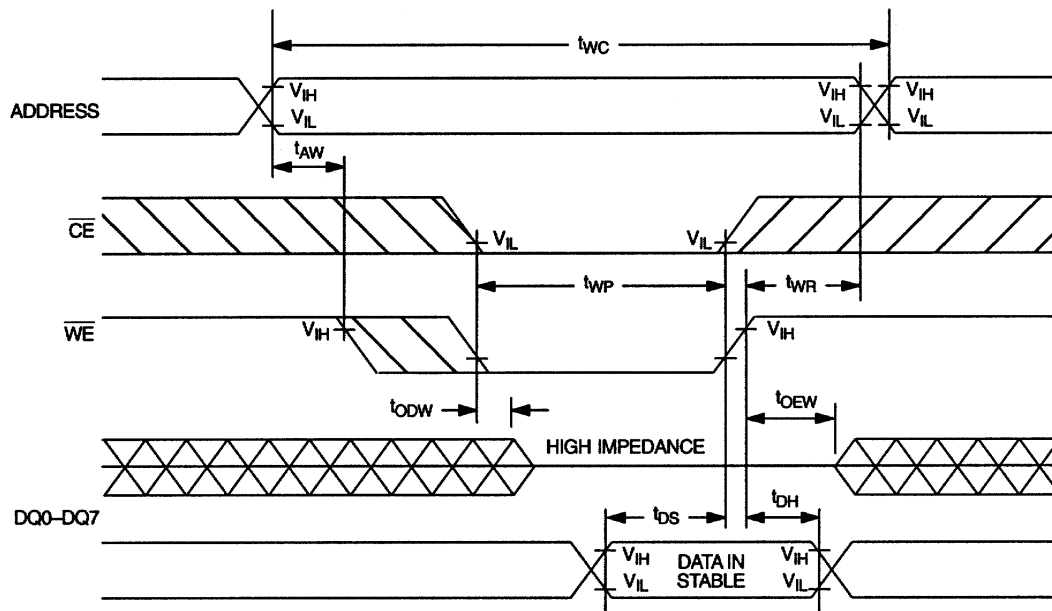 tWC
ADDRESS
VIH VIH VIH
VIL VIL VIL
tAW
CE
VIL VIL
tWP tWR
WE
VIH VIH
tODW tOEW
HIGH IMPEDANCE
DQ0–DQ7
tDS tDH
VIH DATA IN VIH
VIL STABLE VIL